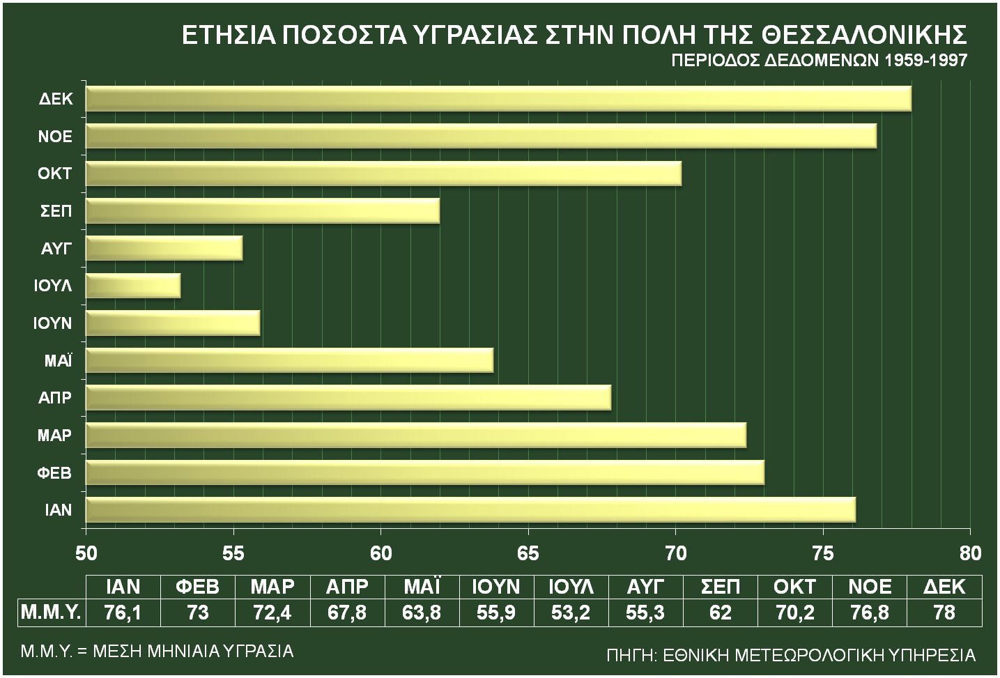 ΕΤΗΣΙΑ ΠΟΣΟΣΤΑ ΥΓΡΑΣΙΑΣ ΣΤΗΝ ΠΟΛΗ ΤΗΣ ΘΕΣΣΑΛΟΝΙΚΗΣ
ΠΕΡΙΟΔΟΣ ΔΕΔΟΜΕΝΩΝ 1959-1997
ΔΕΚ
ΝΟΕ
ΟΚΤ
ΣΕΠ
ΑΥΓ
ΙΟΥΛ
ΙΟΥΝ
ΜΑΪ
ΑΠΡ
ΜΑΡ
ΦΕΒ
ΙΑΝ
50 55 60 65 70 75 80
ΙΑΝ ΦΕΒ ΜΑΡ ΑΠΡ ΜΑΪ ΙΟΥΝ ΙΟΥΛ ΑΥΓ ΣΕΠ ΟΚΤ ΝΟΕ ΔΕΚ
Μ.Μ.Υ. 76,1 73 72,4 67,8 63,8 55,9 53,2 55,3 62 70,2 76,8 78
Μ.Μ.Υ. = ΜΕΣΗ ΜΗΝΙΑΙΑ ΥΓΡΑΣΙΑ
ΠΗΓΗ: ΕΘΝΙΚΗ ΜΕΤΕΩΡΟΛΟΓΙΚΗ ΥΠΗΡΕΣΙΑ